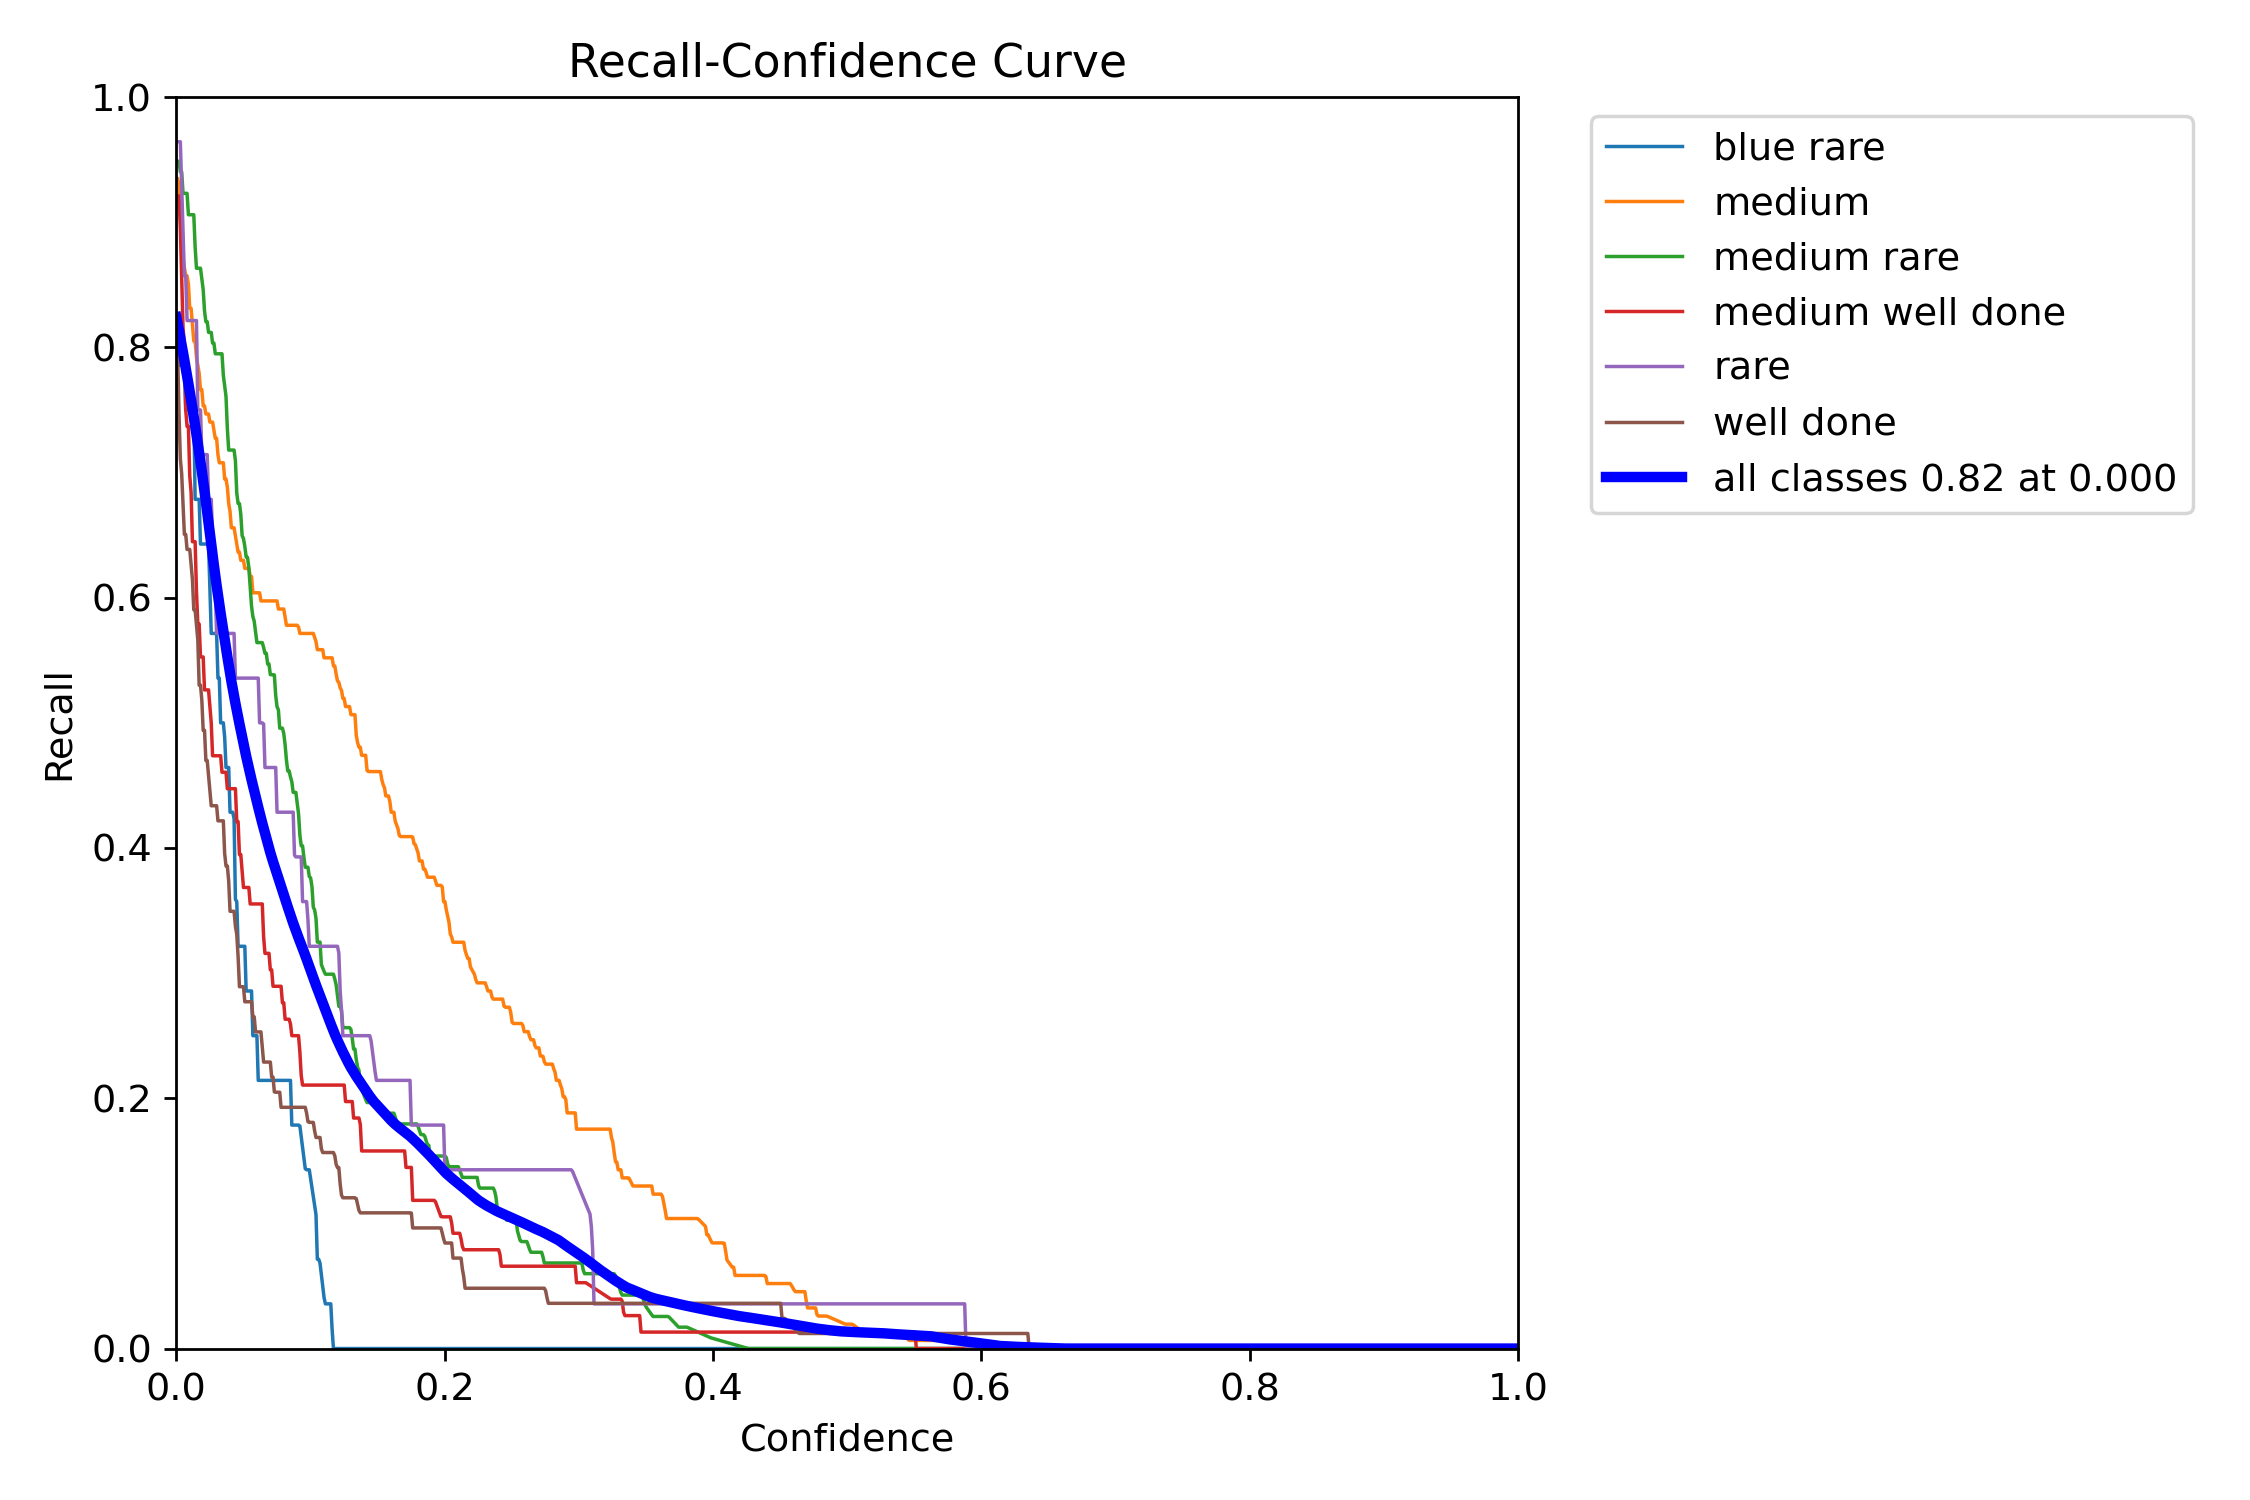 Recall-Confidence Curve
1.0
0.8
0.6
0.4
0.2
0.0
Recall
0.0 0.2 0.4 0.6 0.8 1.0
Confidence
blue rare
medium
medium rare
medium well done
rare
well done
all classes 0.82 at 0.000